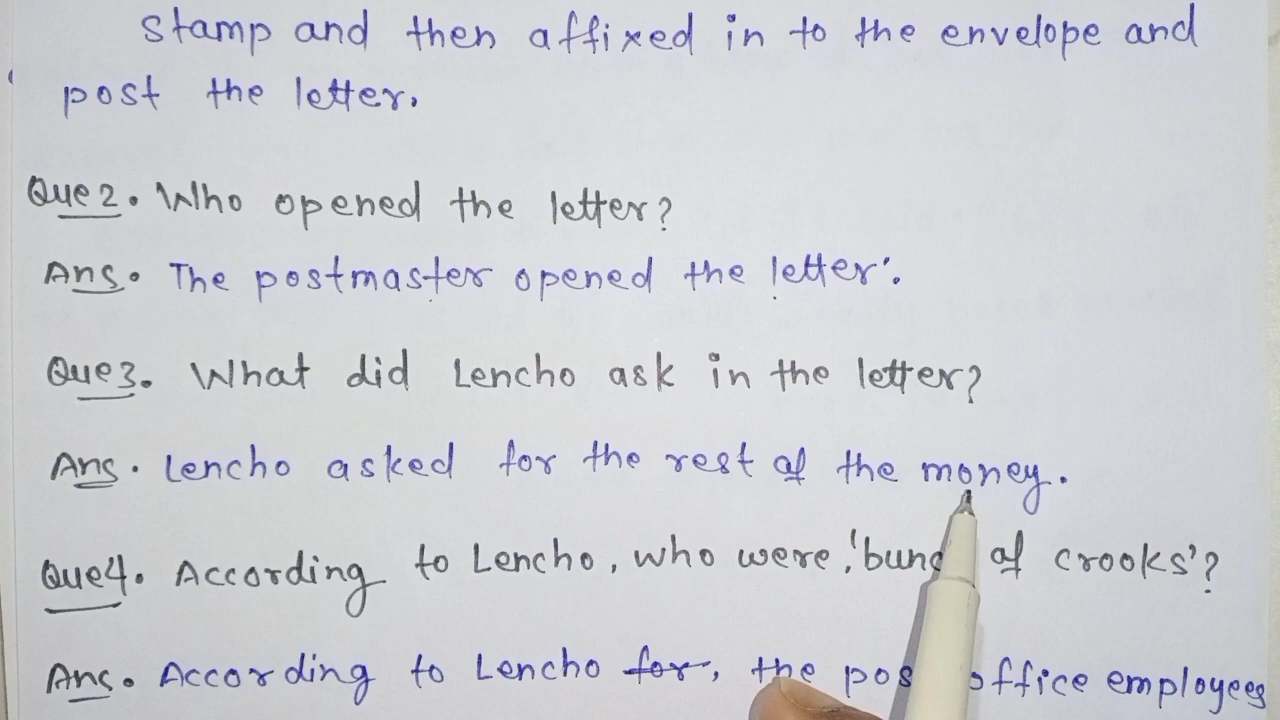 stamp and then affixed in to the envelope and
post the letter.
Que2. Who opened the letter?
Ans. The postmaster opened the letter.
Que3. What did Lencho ask in the letter?
Ans. Lencho asked for the rest of the money.
Que4. According to Lencho, who were 'bunc of crooks'?
Ans. According to Lencho for, the pos office employees